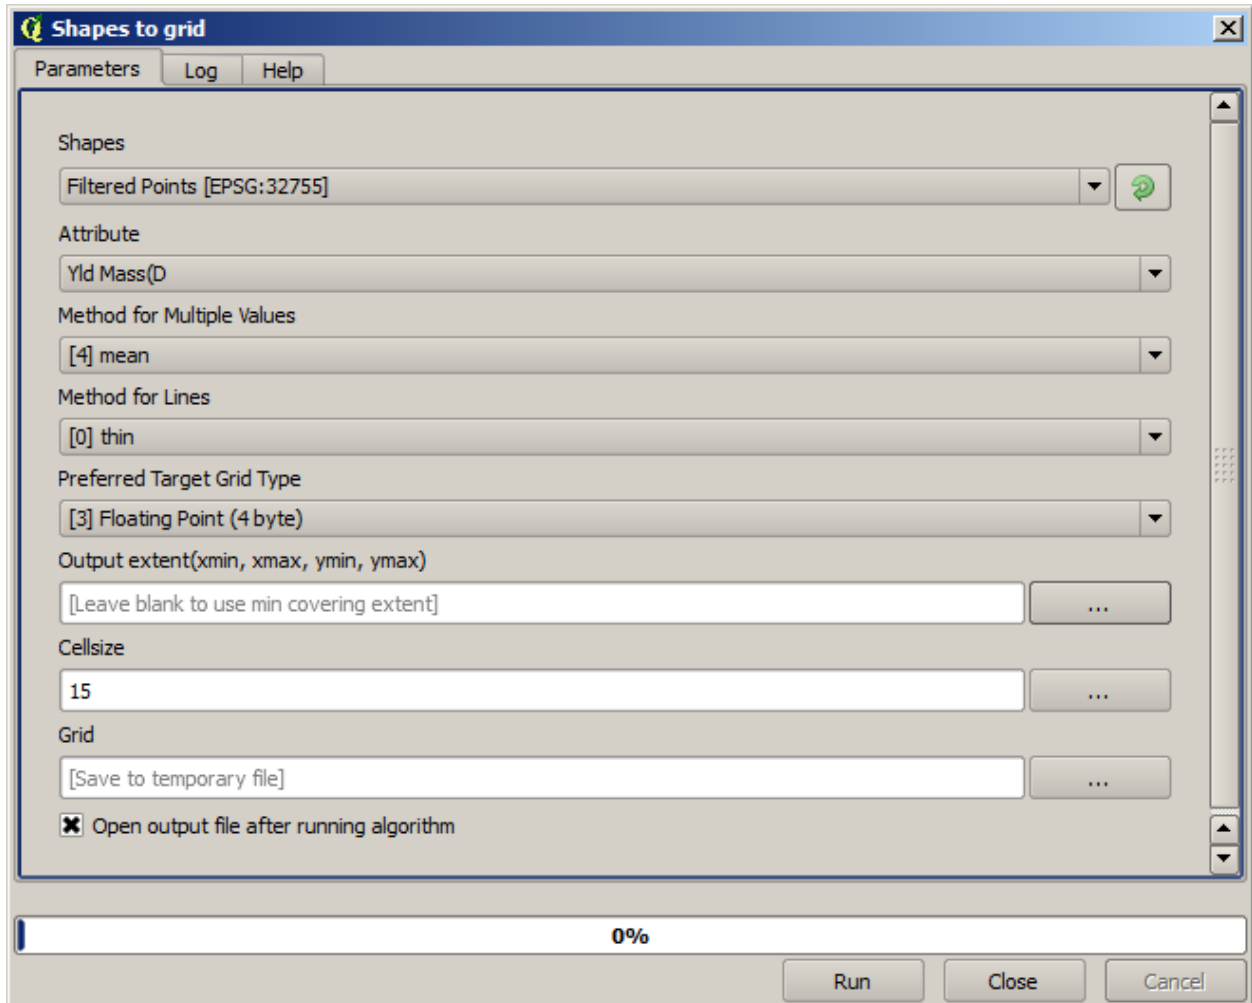 Shapes to grid
Parameters Log Help
Shapes
Filtered Points [EPSG:32755]
Attribute
Yld Mass(D
Method for Multiple Values
[4] mean
Method for Lines
[0] thin
Preferred Target Grid Type
[3] Floating Point (4 byte)
Output extent(xmin, xmax, ymin, ymax)
[Leave blank to use min covering extent] ...
Cellsize
15 ...
Grid
[Save to temporary file] ...
Open output file after running algorithm
0%
Run Close Cancel